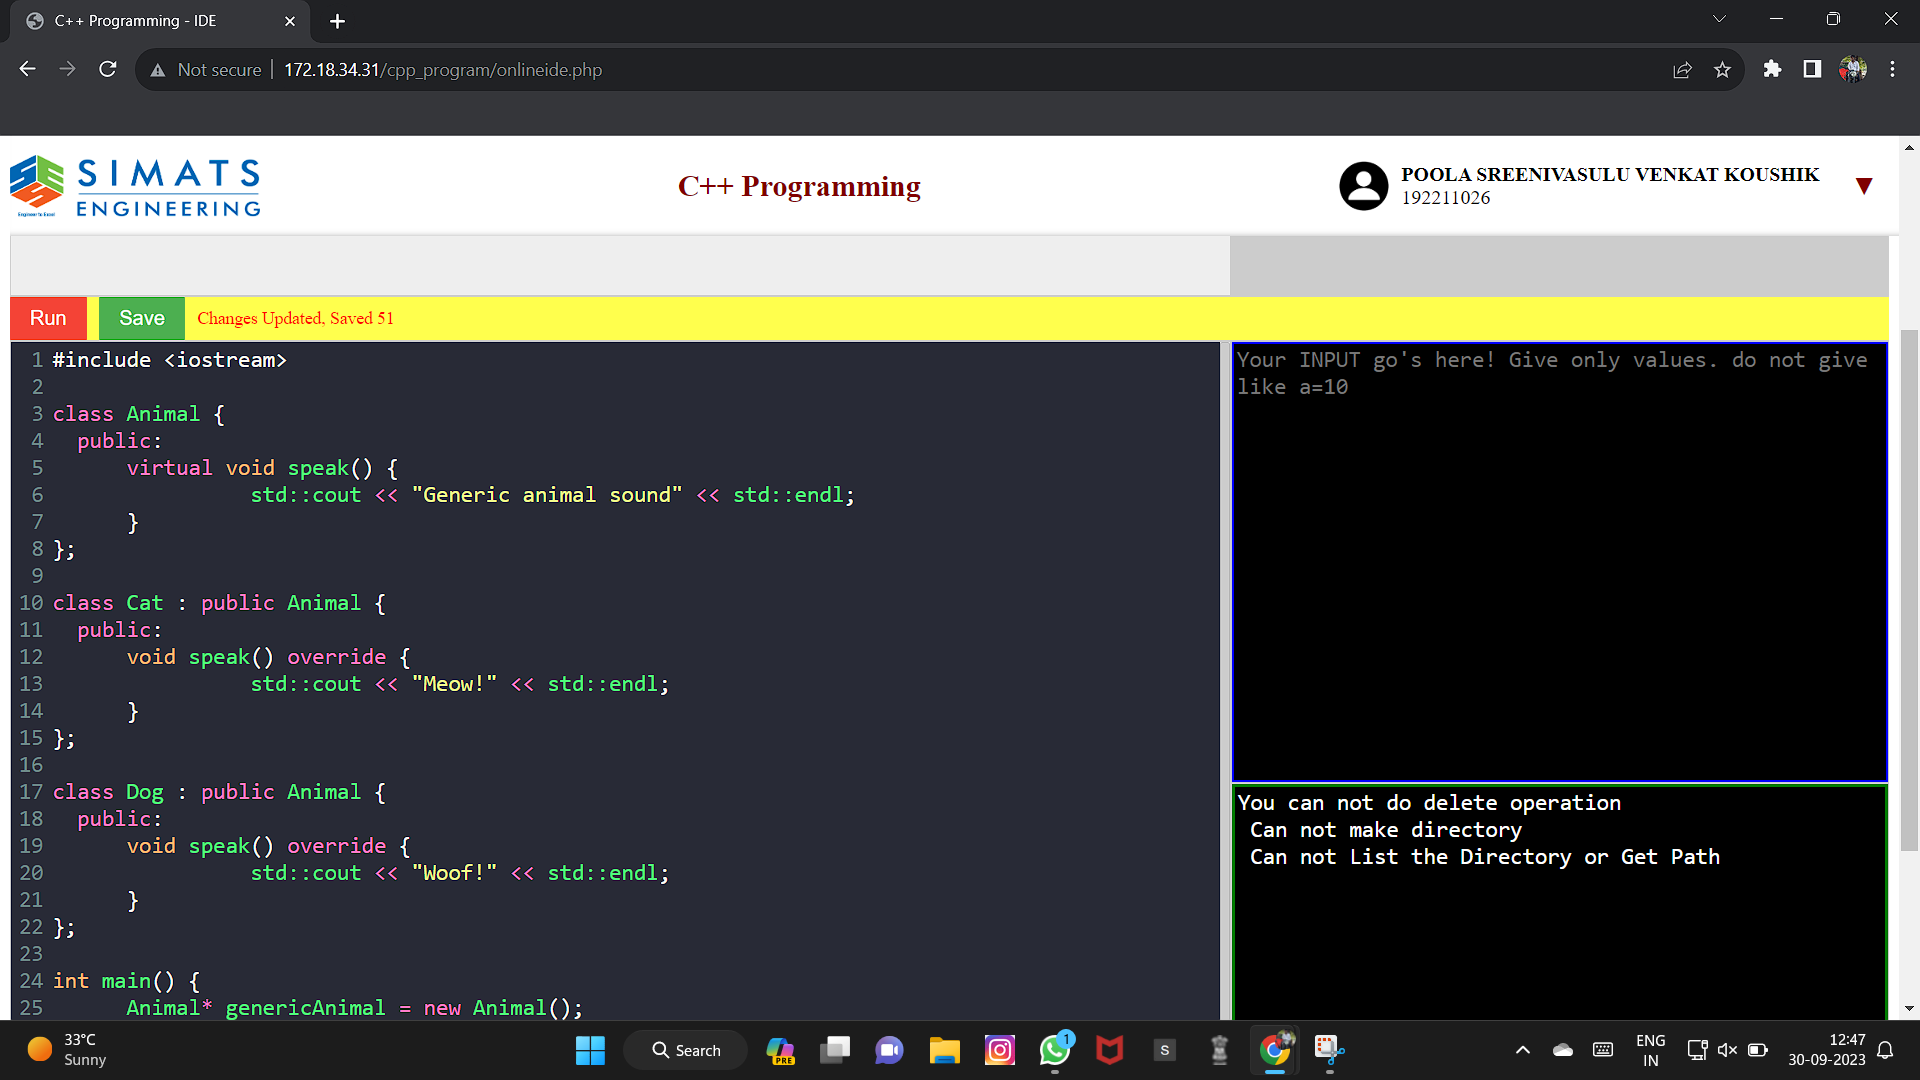 C++ Programming - IDE
Not secure
172.18.34.31/cpp_program/onlineide.php
SIMATS
ENGINEERING
Engineer to Excel
C++ Programming
POOLA SREENIVASULU VENKAT KOUSHIK
192211026
Run
Save
Changes Updated, Saved 51
1 #include <iostream>
2
3 class Animal {
4 public:
5 virtual void speak() {
6 std::cout << "Generic animal sound" << std::endl;
7 }
8 };
9
10 class Cat : public Animal {
11 public:
12 void speak() override {
13 std::cout << "Meow!" << std::endl;
14 }
15 };
16
17 class Dog : public Animal {
18 public:
19 void speak() override {
20 std::cout << "Woof!" << std::endl;
21 }
22 };
23
24 int main() {
25 Animal* genericAnimal = new Animal();
Your INPUT go's here! Give only values. do not give
like a=10
You can not do delete operation
Can not make directory
Can not List the Directory or Get Path
33°C
Sunny
Search
PRE
1
S
ENG
IN
12:47
30-09-2023